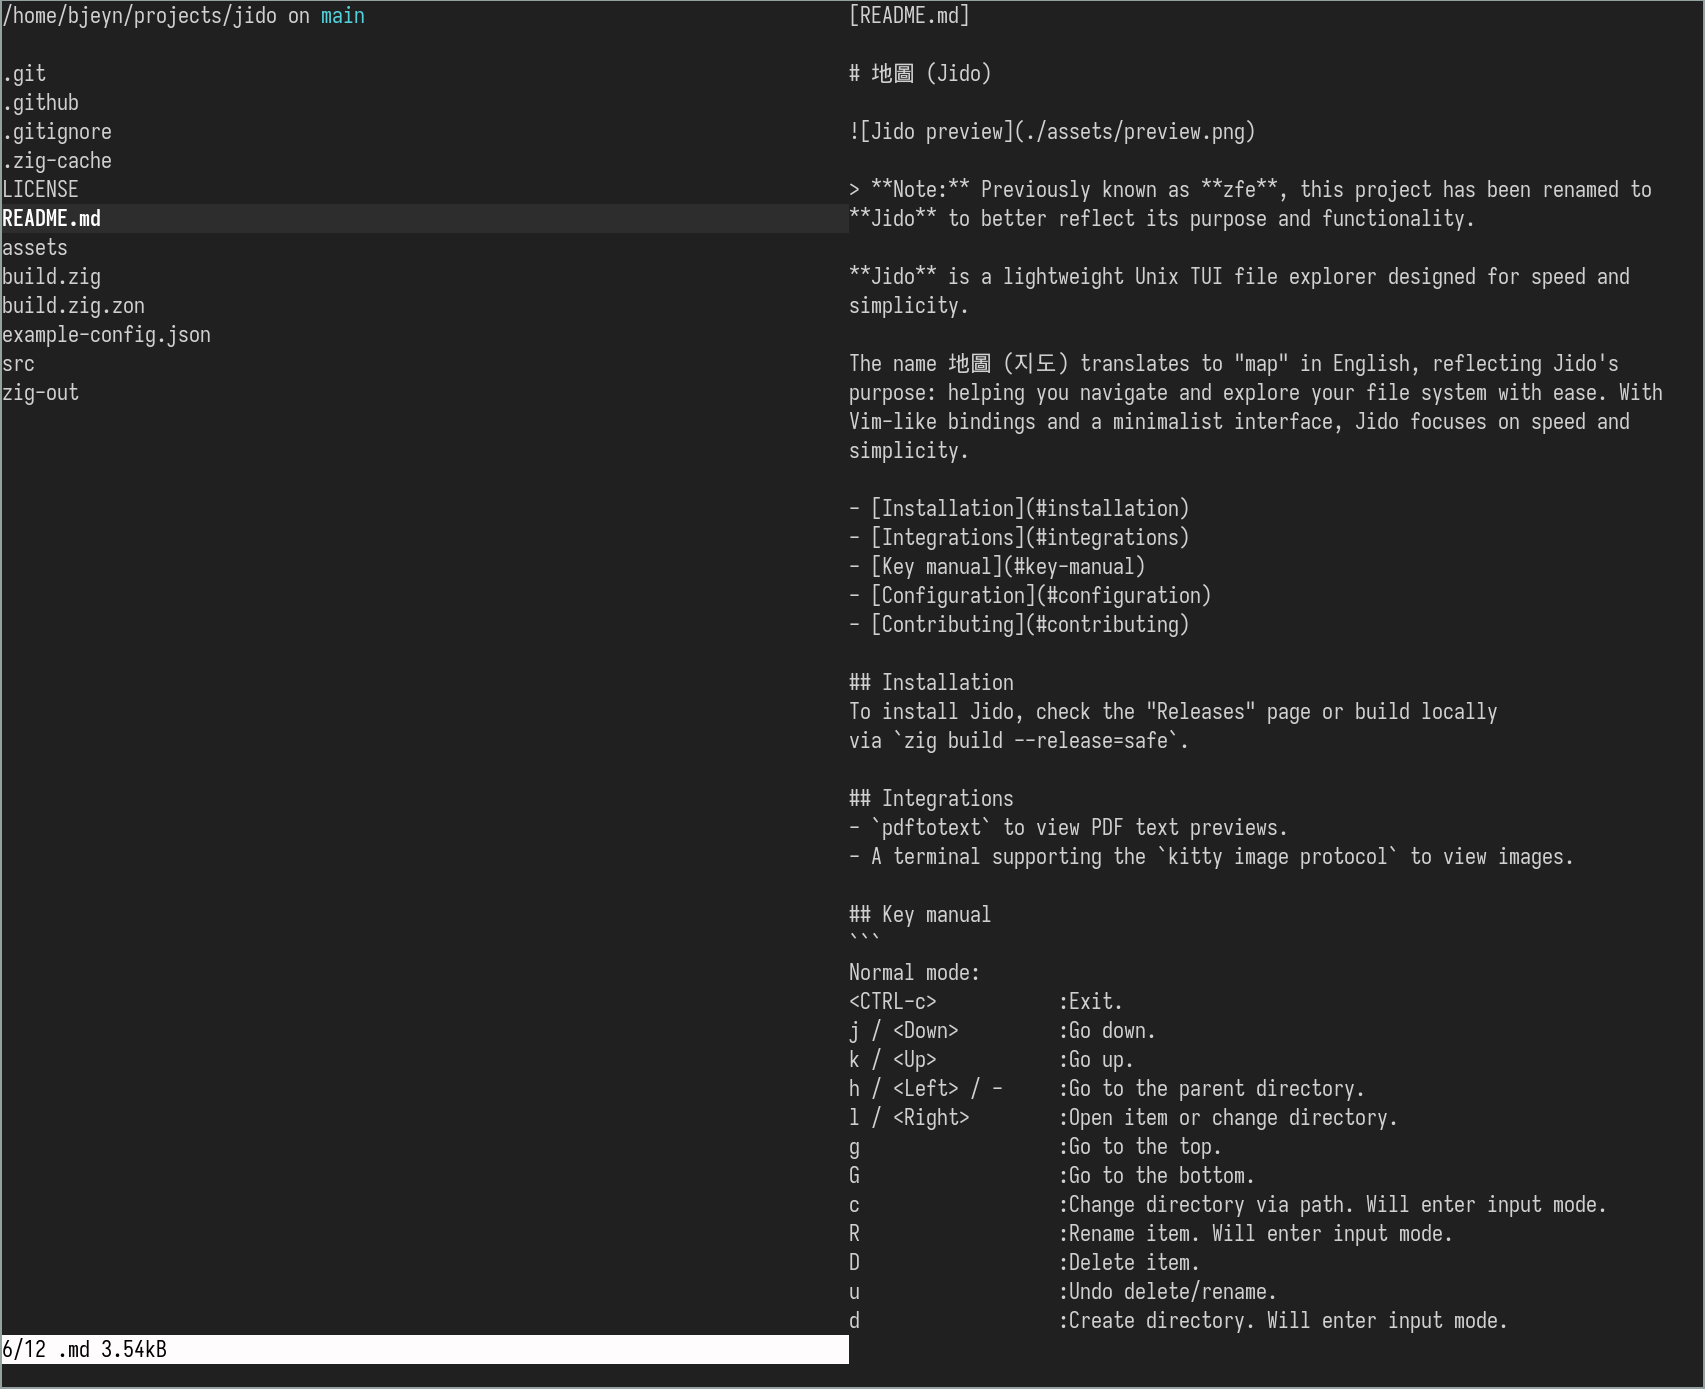 /home/bjeyn/projects/jido on main
.git
.github
.gitignore
.zig-cache
LICENSE
README.md
assets
build.zig
build.zig.zon
example-config.json
src
zig-out
6/12 .md 3.54kB
[README.md]
# 地圖 (Jido)
![Jido preview](./assets/preview.png)
> **Note:** Previously known as **zfe**, this project has been renamed to
**Jido** to better reflect its purpose and functionality.
**Jido** is a lightweight Unix TUI file explorer designed for speed and
simplicity.
The name 地圖 (지도) translates to "map" in English, reflecting Jido's
purpose: helping you navigate and explore your file system with ease. With
Vim-like bindings and a minimalist interface, Jido focuses on speed and
simplicity.
- [Installation](#installation)
- [Integrations](#integrations)
- [Key manual](#key-manual)
- [Configuration](#configuration)
- [Contributing](#contributing)
## Installation
To install Jido, check the "Releases" page or build locally
via `zig build --release=safe`.
## Integrations
- `pdftotext` to view PDF text previews.
- A terminal supporting the `kitty image protocol` to view images.
## Key manual
```
Normal mode:
<CTRL-c>           :Exit.
j / <Down>         :Go down.
k / <Up>           :Go up.
h / <Left> / -     :Go to the parent directory.
l / <Right>        :Open item or change directory.
g                  :Go to the top.
G                  :Go to the bottom.
c                  :Change directory via path. Will enter input mode.
R                  :Rename item. Will enter input mode.
D                  :Delete item.
u                  :Undo delete/rename.
d                  :Create directory. Will enter input mode.